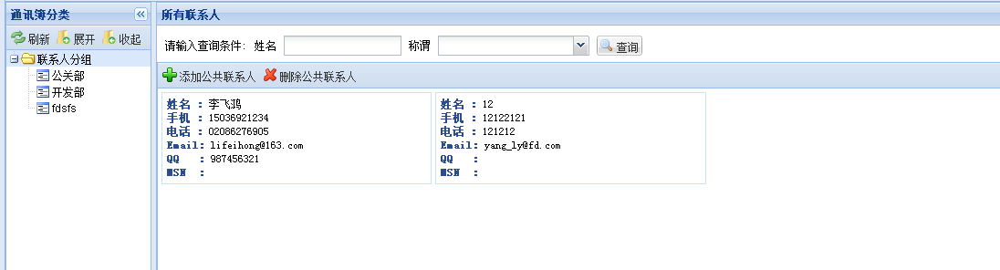 通讯簿分类
刷新 展开 收起
联系人分组
公关部
开发部
fdsfs
所有联系人
请输入查询条件: 姓名 称谓 查询
添加公共联系人 删除公共联系人
姓名 : 李飞鸿
手机 : 15036921234
电话 : 02086276905
Email: lifeihong@163.com
QQ : 987456321
MSN :
姓名 : 12
手机 : 12122121
电话 : 121212
Email: yang_ly@fd.com
QQ :
MSN :